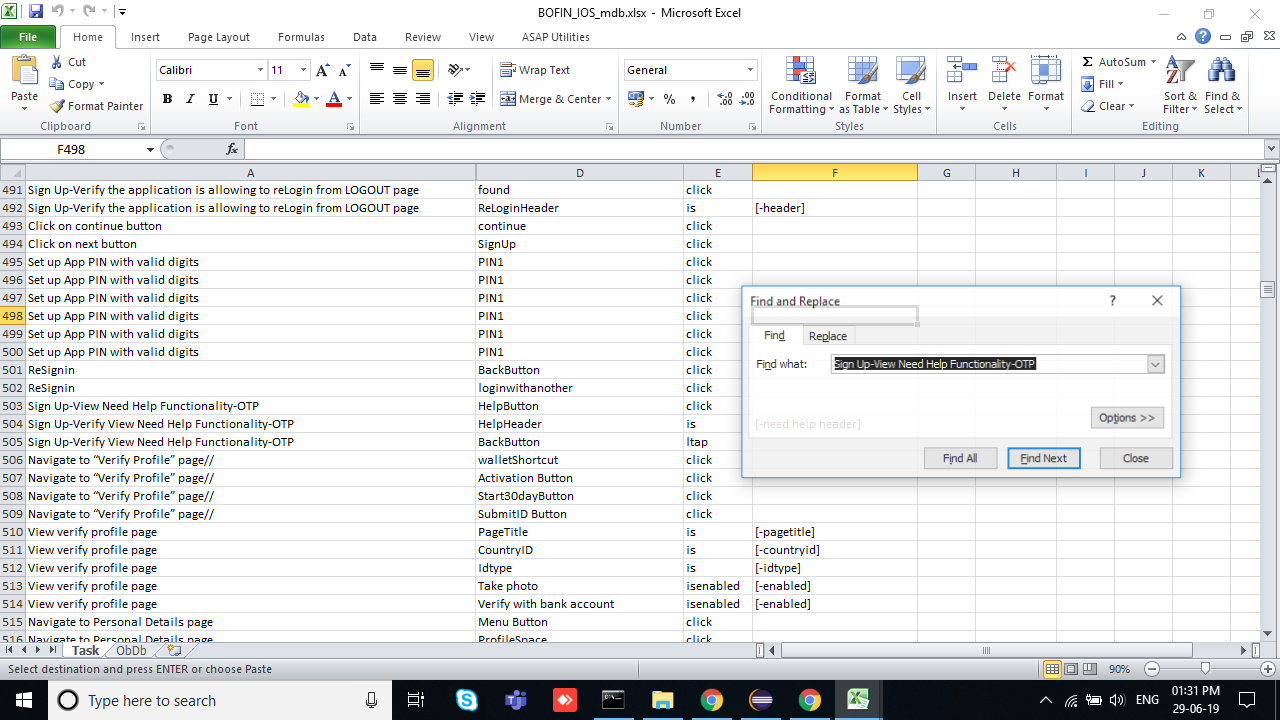 BOFIN_IOS_mdb.xlsx - Microsoft Excel
File Home Insert Page Layout Formulas Data Review View ASAP Utilities
Paste Cut Copy Format Painter Clipboard
Calibri 11 B I U A Font
Wrap Text Merge & Center Alignment
General % , Number
Conditional Formatting Format as Table Cell Styles Styles
Insert Delete Format Cells
AutoSum Fill Clear Sort & Filter Find & Select Editing
F498 fx
A D E F G H I J K L
491 Sign Up-Verify the application is allowing to reLogin from LOGOUT page found click
492 Sign Up-Verify the application is allowing to reLogin from LOGOUT page ReLoginHeader is [-header]
493 Click on continue button continue click
494 Click on next button SignUp click
495 Set up App PIN with valid digits PIN1 click
496 Set up App PIN with valid digits PIN1 click
497 Set up App PIN with valid digits PIN1 click
498 Set up App PIN with valid digits PIN1 click
499 Set up App PIN with valid digits PIN1 click
500 Set up App PIN with valid digits PIN1 click
501 ReSignin BackButton click
502 ReSignin loginwithanother click
503 Sign Up-View Need Help Functionality-OTP HelpButton click
504 Sign Up-Verify View Need Help Functionality-OTP HelpHeader is [-need help header]
505 Sign Up-Verify View Need Help Functionality-OTP BackButton ltap
506 Navigate to “Verify Profile” page// walletShortcut click
507 Navigate to “Verify Profile” page// Activation Button click
508 Navigate to “Verify Profile” page// Start30dayButton click
509 Navigate to “Verify Profile” page// SubmitID Button click
510 View verify profile page PageTitle is [-pagetitle]
511 View verify profile page CountryID is [-countryid]
512 View verify profile page Idtype is [-idtype]
513 View verify profile page Take photo isenabled [-enabled]
514 View verify profile page Verify with bank account isenabled [-enabled]
515 Navigate to Personal Details page Menu Button click
516 Navigate to Personal Details page ProfileSpace click
Find and Replace ?
Find Replace
Find what: Sign Up-View Need Help Functionality-OTP
Options >>
Find All Find Next Close
Task ObDb
Select destination and press ENTER or choose Paste 90%
Type here to search ENG 01:31 PM
29-06-19